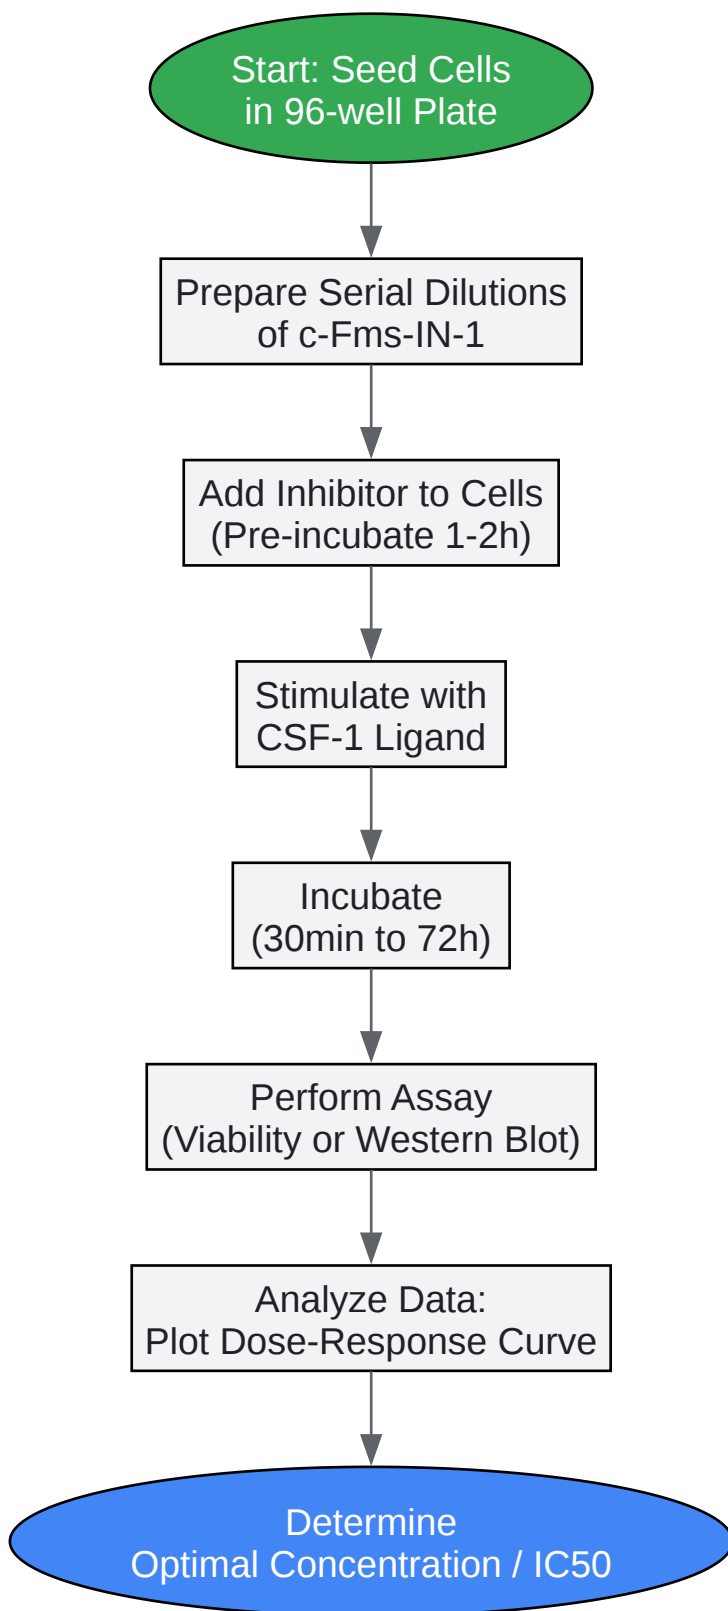 Start: Seed Cells
in 96-well Plate
Prepare Serial Dilutions
of c-Fms-IN-1
Add Inhibitor to Cells
(Pre-incubate 1-2h)
Stimulate with
CSF-1 Ligand
Incubate
(30min to 72h)
Perform Assay
(Viability or Western Blot)
Analyze Data:
Plot Dose-Response Curve
Determine
Optimal Concentration / IC50